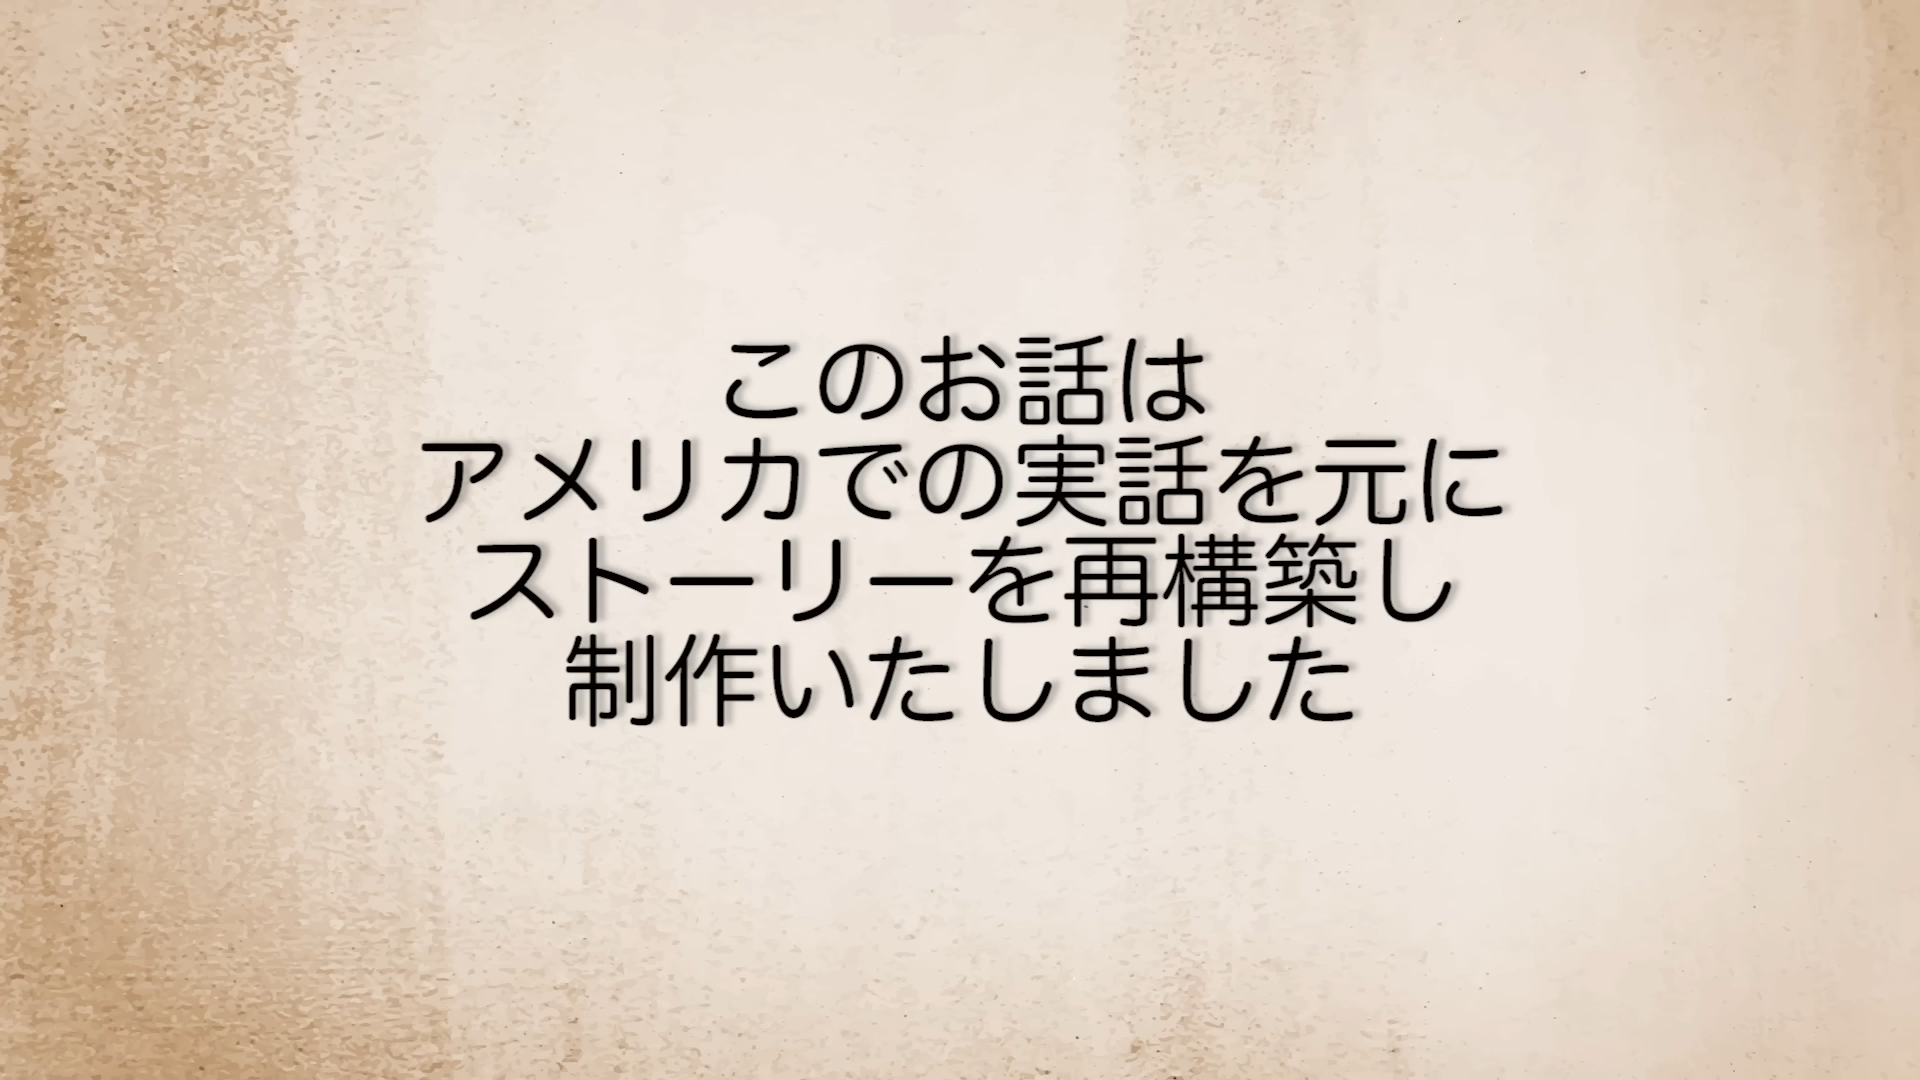 このお話は
アメリカでの実話を元に
ストーリーを再構築し
制作いたしました